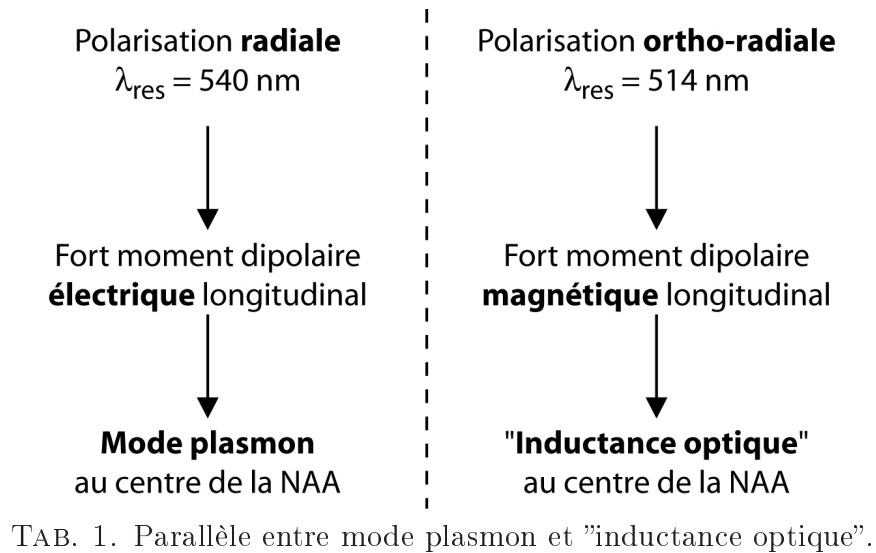 Polarisation radiale
λres = 540 nm
Fort moment dipolaire
électrique longitudinal
Mode plasmon
au centre de la NAA
Polarisation ortho-radiale
λres = 514 nm
Fort moment dipolaire
magnétique longitudinal
"Inductance optique"
au centre de la NAA
TAB. 1. Parallèle entre mode plasmon et "inductance optique".